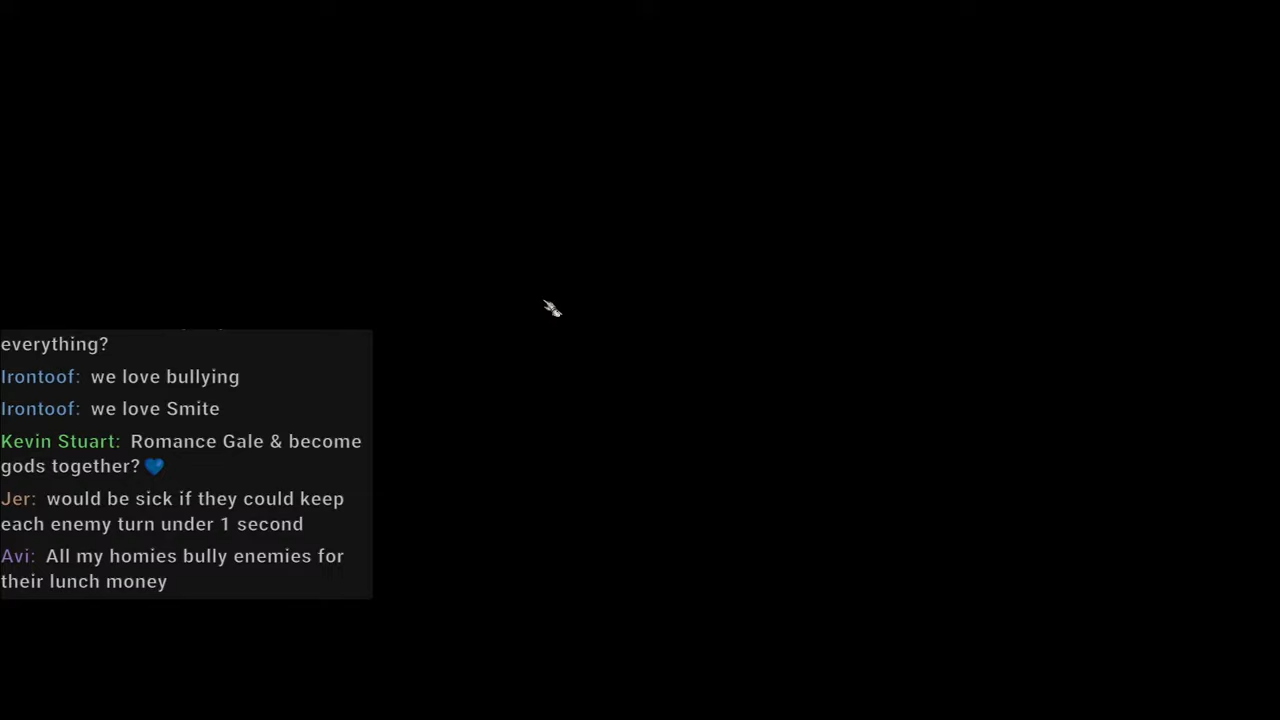 everything?
Irontoof: we love bullying
Irontoof: we love Smite
Kevin Stuart: Romance Gale & become
gods together?💙
Jer: would be sick if they could keep
each enemy turn under 1 second
Avi: All my homies bully enemies for
their lunch money